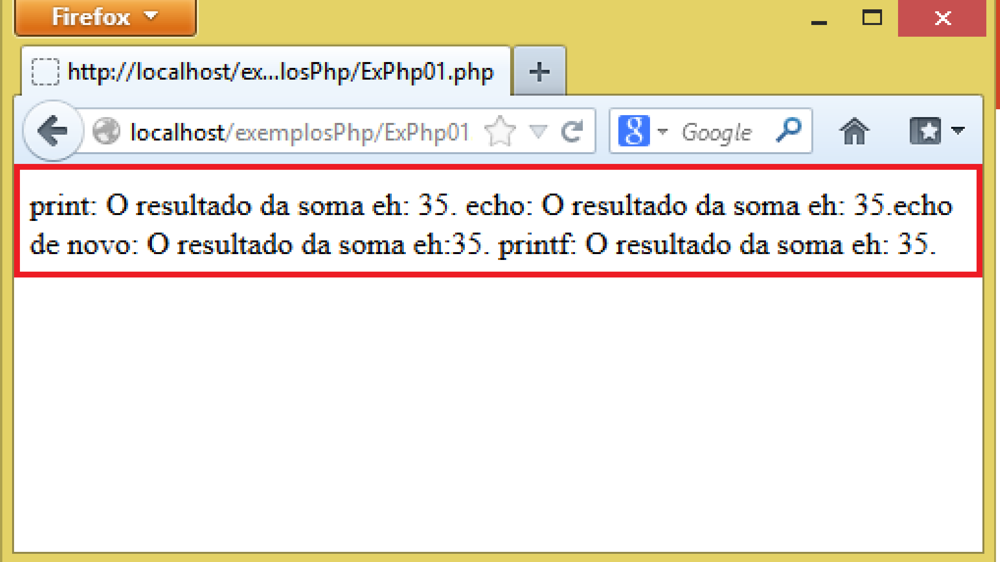 Firefox
http://localhost/ex...losPhp/ExPhp01.php
localhost/exemplosPhp/ExPhp01. Google
print: O resultado da soma eh: 35. echo: O resultado da soma eh: 35.echo
de novo: O resultado da soma eh:35. printf: O resultado da soma eh: 35.